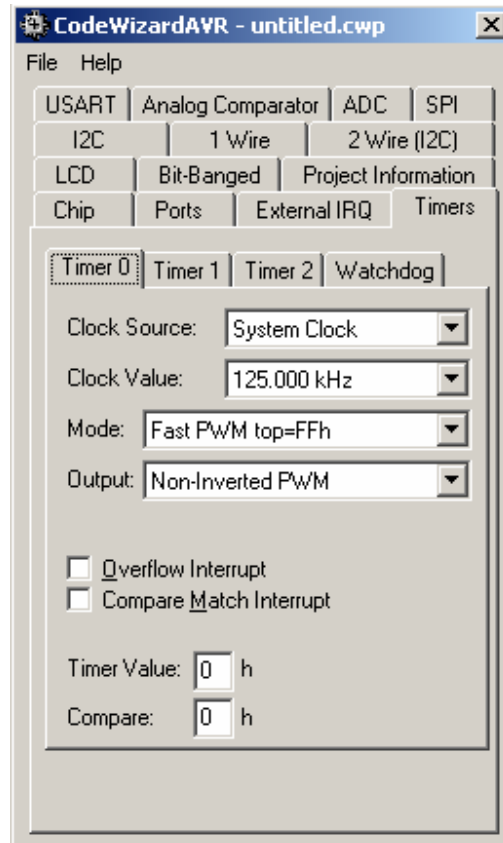 CodeWizardAVR - untitled.cwp
File Help
USART Analog Comparator ADC SPI
I2C 1 Wire 2 Wire (I2C)
LCD Bit-Banged Project Information
Chip Ports External IRQ Timers
Timer 0 Timer 1 Timer 2 Watchdog
Clock Source: System Clock
Clock Value: 125.000 kHz
Mode: Fast PWM top=FFh
Output: Non-Inverted PWM
Overflow Interrupt
Compare Match Interrupt
Timer Value: 0 h
Compare: 0 h